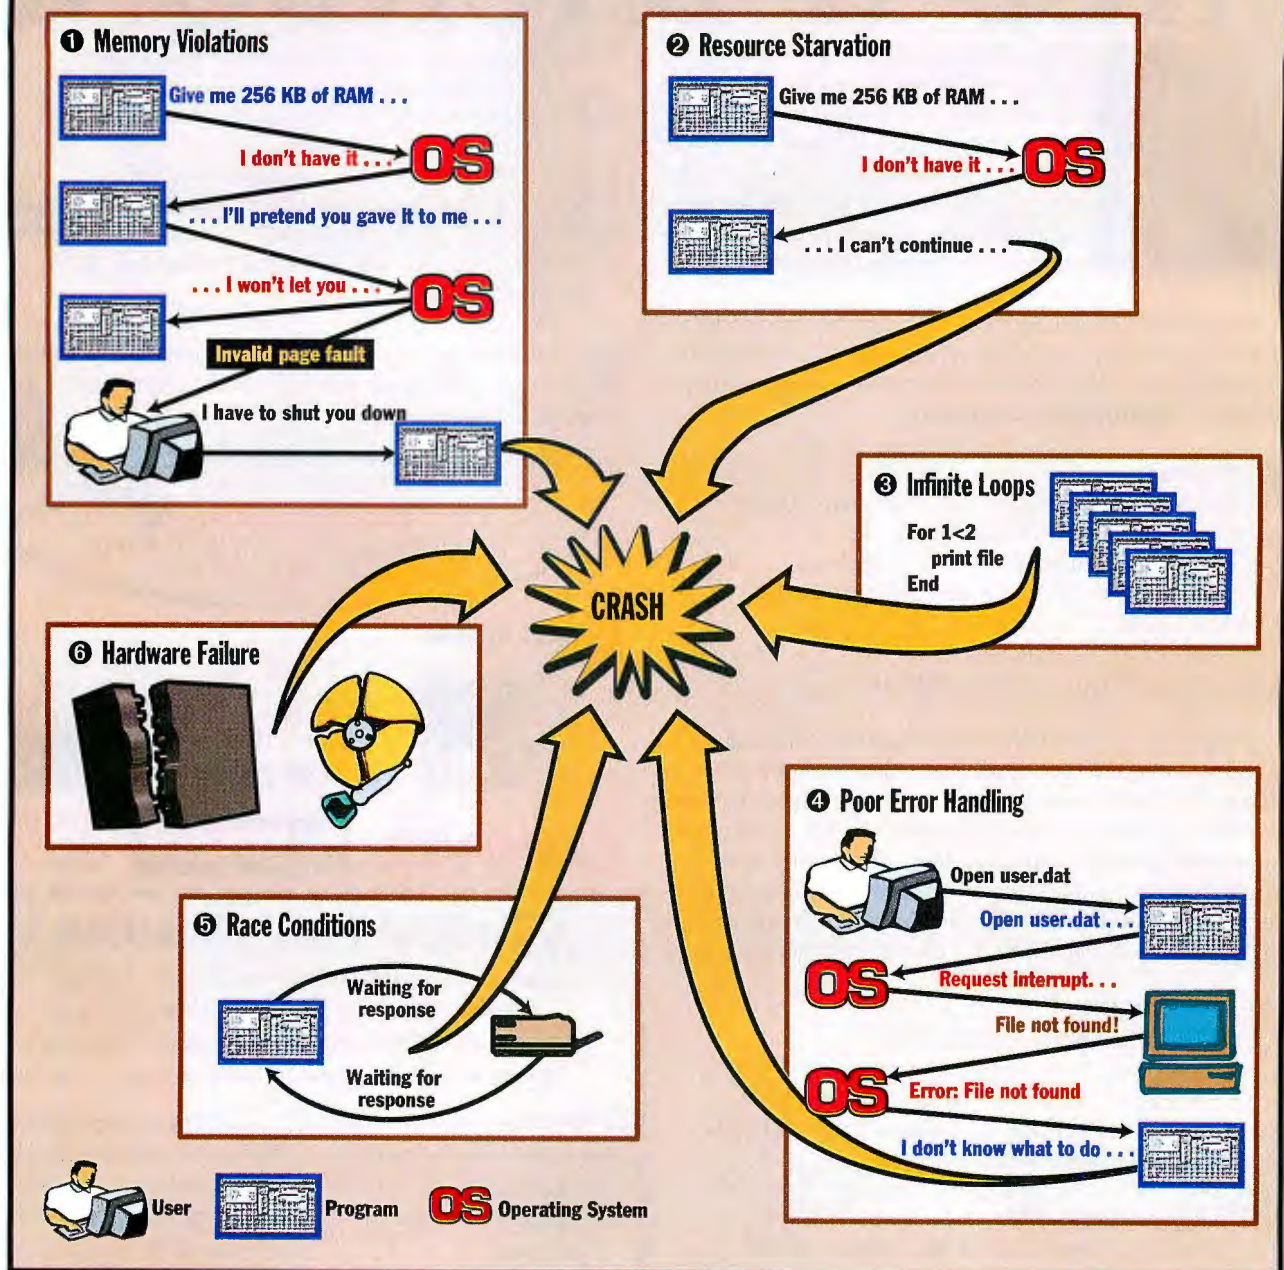 ❶ Memory Violations
Give me 256 KB of RAM . . .
OS
I don't have it . . .
. . . I'll pretend you gave it to me . . .
. . . I won't let you . . .
OS
Invalid page fault
I have to shut you down
❷ Resource Starvation
Give me 256 KB of RAM . . .
OS
I don't have it . . .
. . . I can't continue . . .
❸ Infinite Loops
For 1<2
print file
End
CRASH
❻ Hardware Failure
❹ Poor Error Handling
Open user.dat
Open user.dat . . .
OS
Request interrupt. . .
File not found!
OS
Error: File not found
I don't know what to do . . .
❺ Race Conditions
Waiting for
response
Waiting for
response
User
Program
OS Operating System